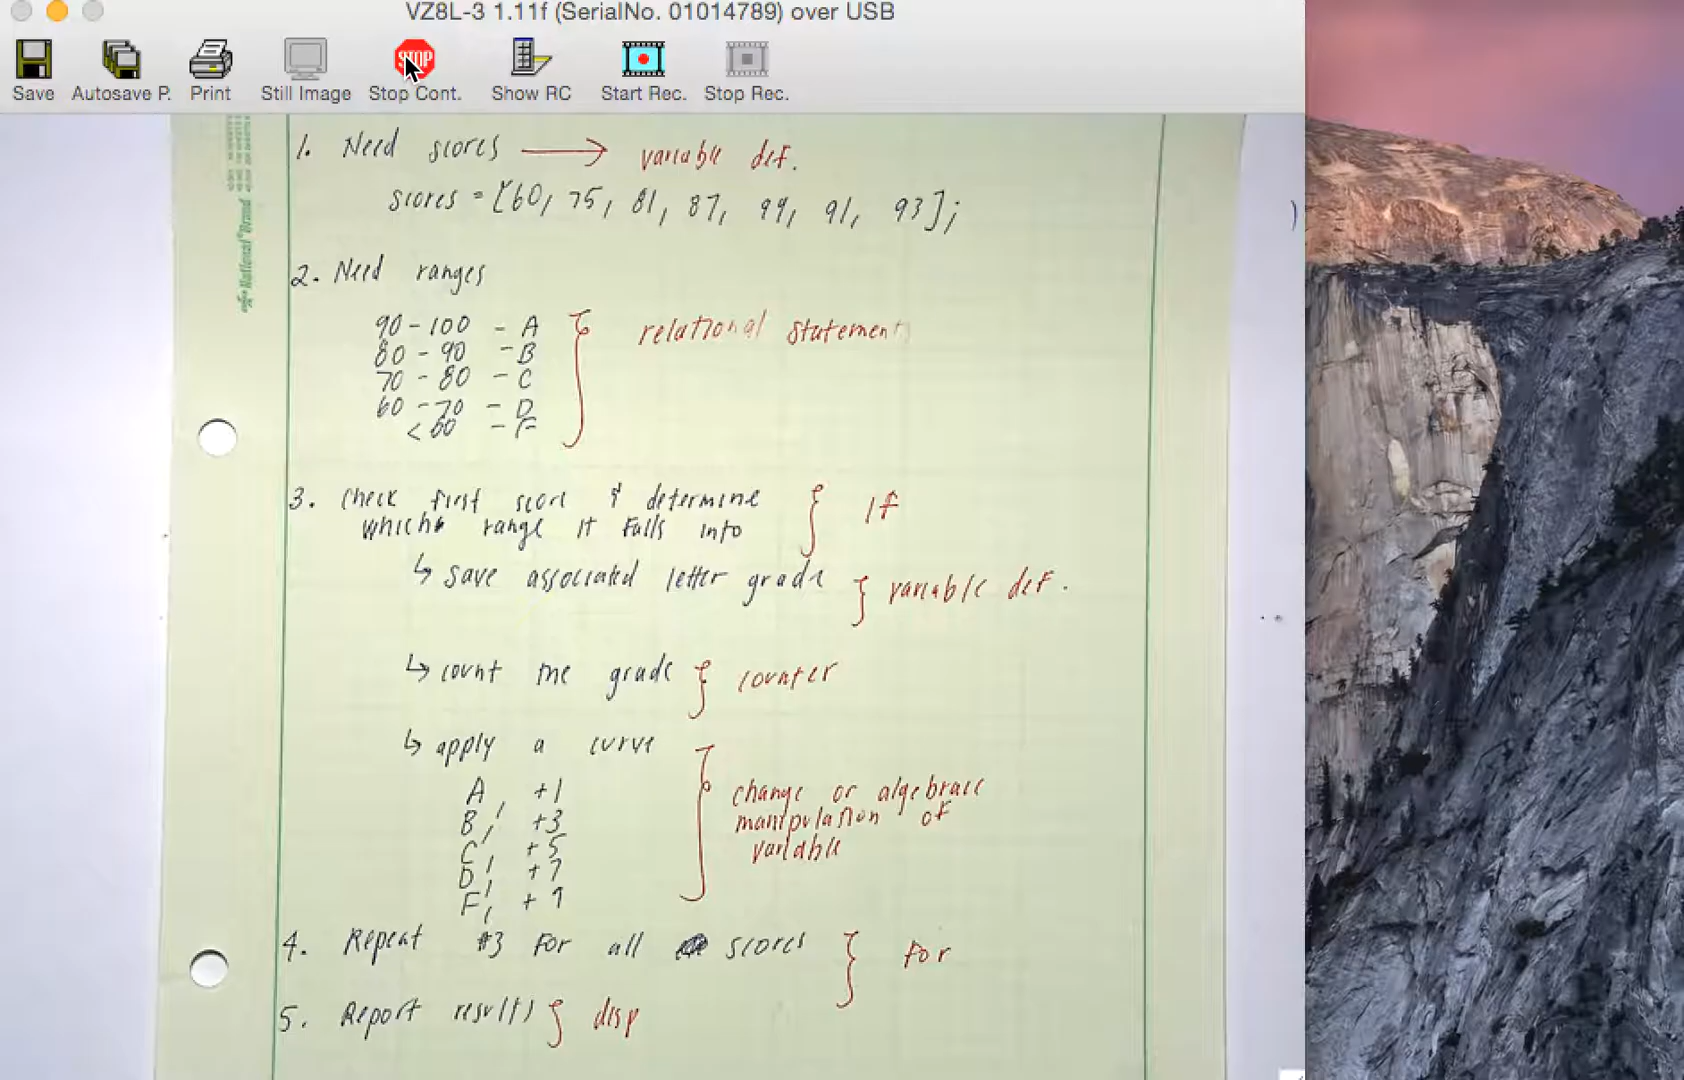 VZ8L-3 1.11f (SerialNo. 01014789) over USB
Save Autosave P. Print Still Image Stop Cont. Show RC Start Rec. Stop Rec.
STOP
National Brand
1. Need scores → variable def.
scores = [60, 75, 81, 87, 99, 91, 93];
2. Need ranges
90-100 - A
80-90 - B
70-80 - C
60-70 - D
<60 - F
relational statement
3. Check first score & determine
which range it falls into
If
↳ save associated letter grade
variable def.
↳ count the grade
counter
↳ apply a curve
A, +1
B, +3
C, +5
D, +7
F, +9
change or algebraic
manipulation of
variable
4. Repeat #3 for all scores
for
5. Report results
disp